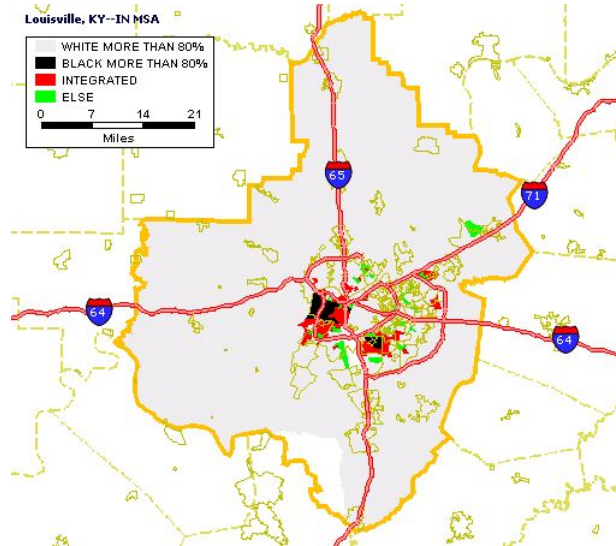 Louisville, KY--IN MSA
WHITE MORE THAN 80%
BLACK MORE THAN 80%
INTEGRATED
ELSE
0 7 14 21
Miles
65
71
64
64